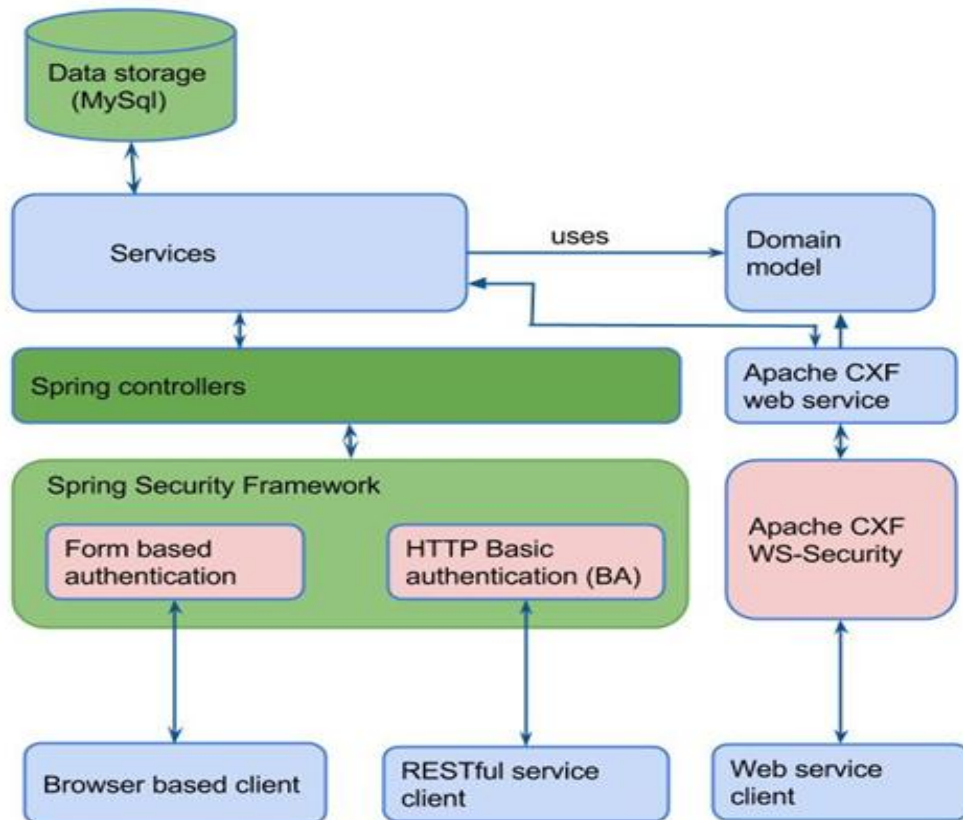 Data storage
(MySql)
Services
uses
Domain
model
Spring controllers
Apache CXF
web service
Spring Security Framework
Form based
authentication
HTTP Basic
authentication (BA)
Apache CXF
WS-Security
Browser based client
RESTful service
client
Web service
client